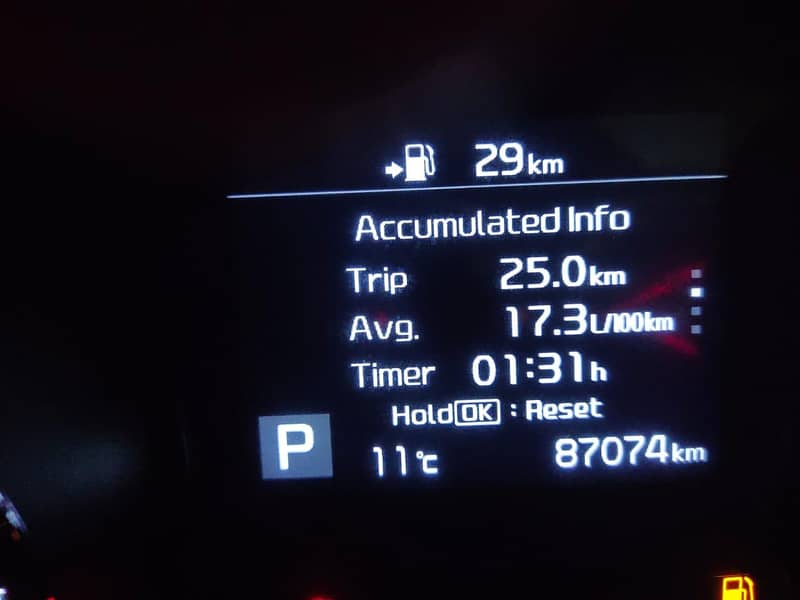 29km
Accumulated Info
Trip 25.0km
Avg. 17.3L/100km
Timer 01:31h
Hold OK : Reset
P 11℃ 87074km